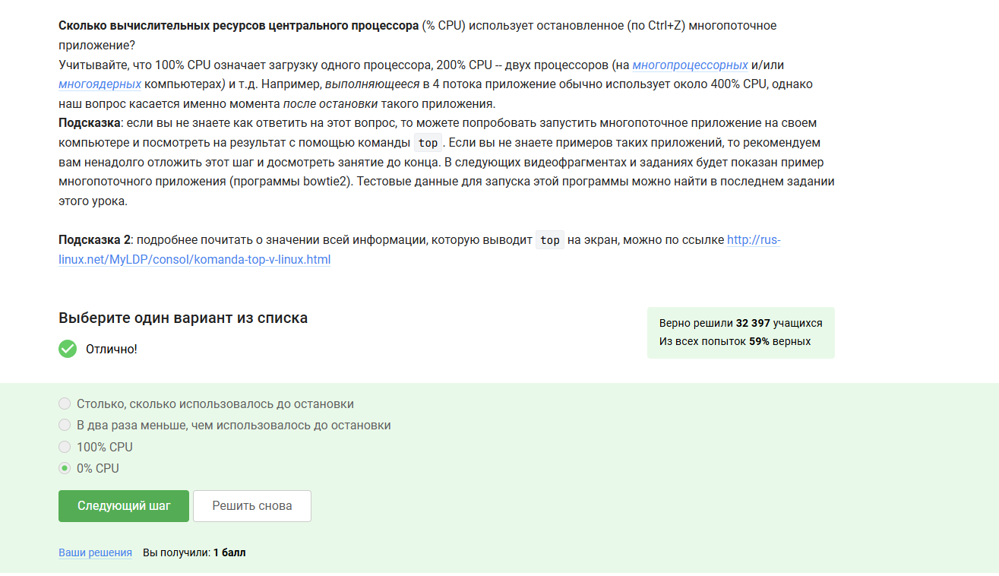 Сколько вычислительных ресурсов центрального процессора (% CPU) использует остановленное (по Ctrl+Z) многопоточное
приложение?
Учитывайте, что 100% CPU означает загрузку одного процессора, 200% CPU -- двух процессоров (на многопроцессорных и/или
многоядерных компьютерах) и т.д. Например, выполняющееся в 4 потока приложение обычно использует около 400% CPU, однако
наш вопрос касается именно момента после остановки такого приложения.
Подсказка: если вы не знаете как ответить на этот вопрос, то можете попробовать запустить многопоточное приложение на своем
компьютере и посмотреть на результат с помощью команды top. Если вы не знаете примеров таких приложений, то рекомендуем
вам ненадолго отложить этот шаг и досмотреть занятие до конца. В следующих видеофрагментах и заданиях будет показан пример
многопоточного приложения (программы bowtie2). Тестовые данные для запуска этой программы можно найти в последнем задании
этого урока.
Подсказка 2: подробнее почитать о значении всей информации, которую выводит top на экран, можно по ссылке http://rus-
linux.net/MyLDP/consol/komanda-top-v-linux.html
Выберите один вариант из списка
Верно решили 32 397 учащихся
Из всех попыток 59% верных
Отлично!
Столько, сколько использовалось до остановки
В два раза меньше, чем использовалось до остановки
100% CPU
0% CPU
Следующий шаг
Решить снова
Ваши решения Вы получили: 1 балл